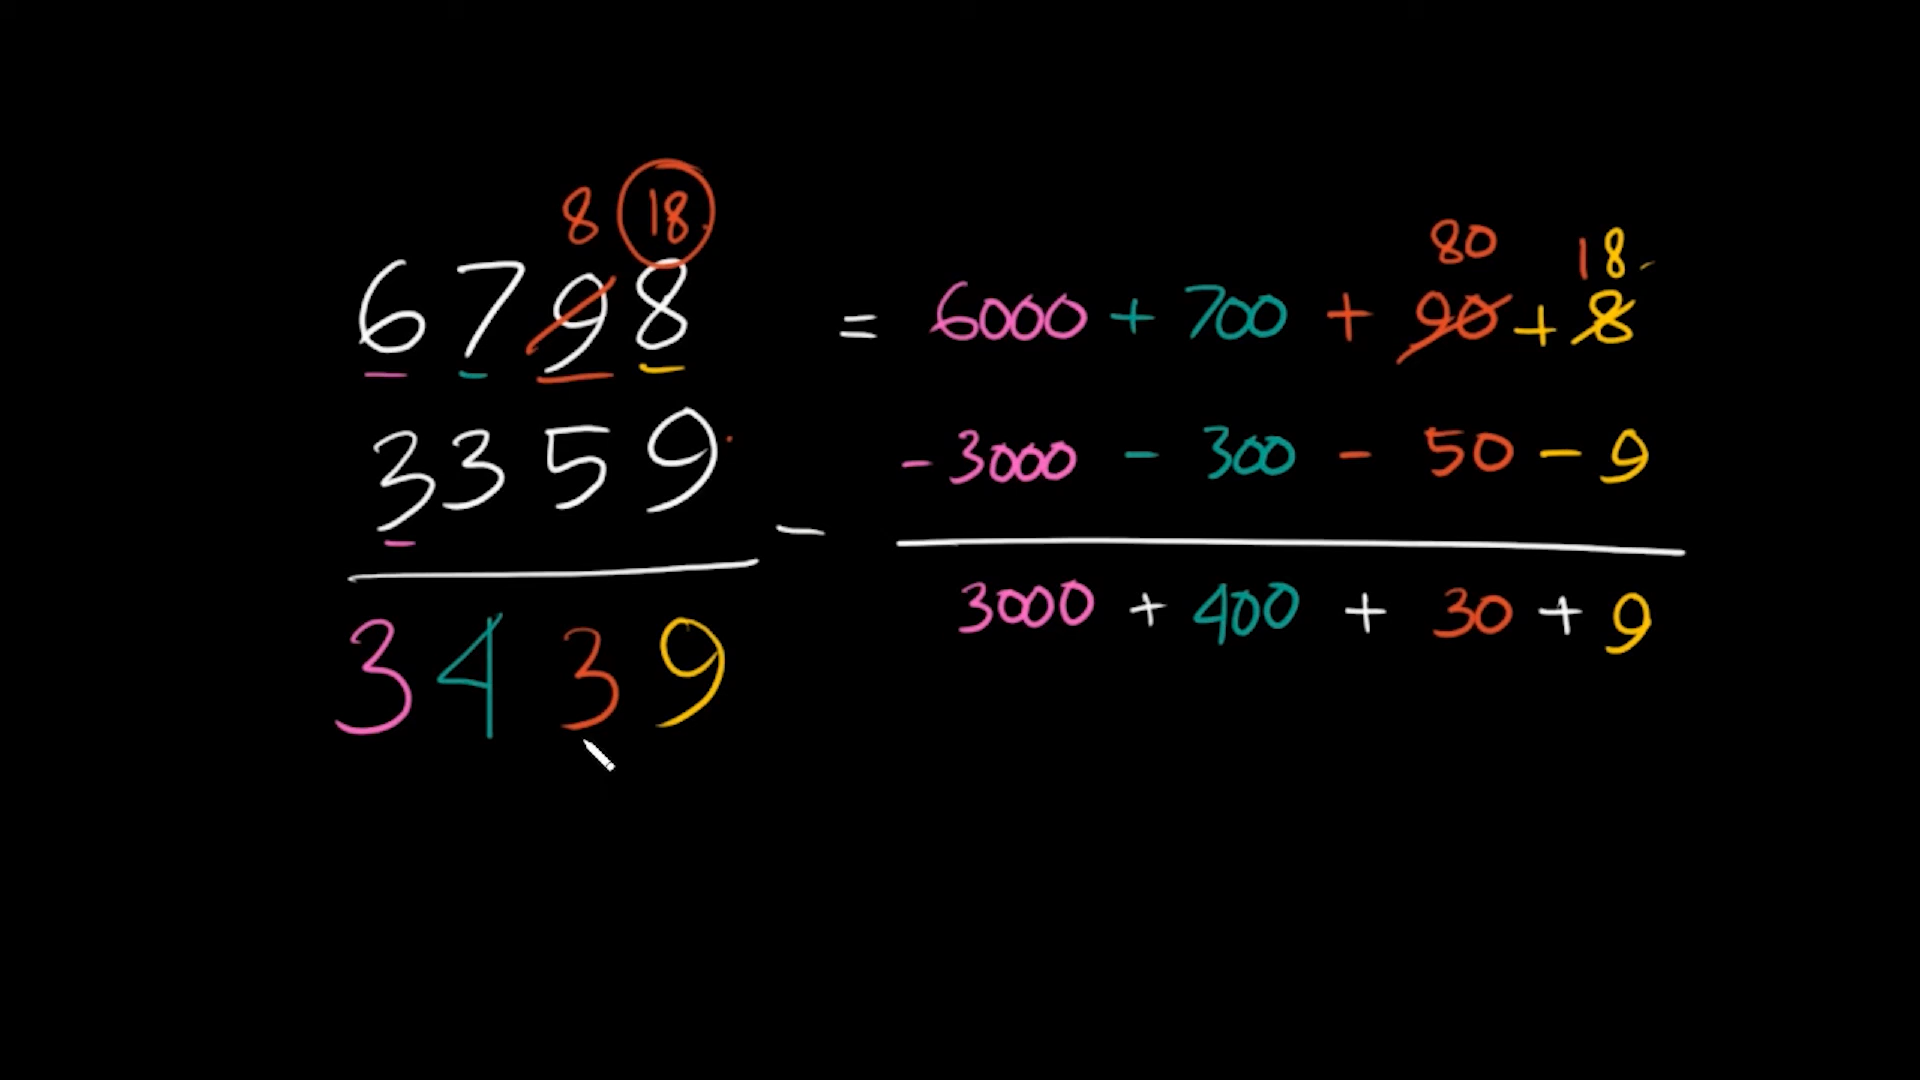 8 18 80 18
6798 = 6000 + 700 + 90 + 8
3359 - 3000 - 300 - 50 - 9
-
3439 3000 + 400 + 30 + 9